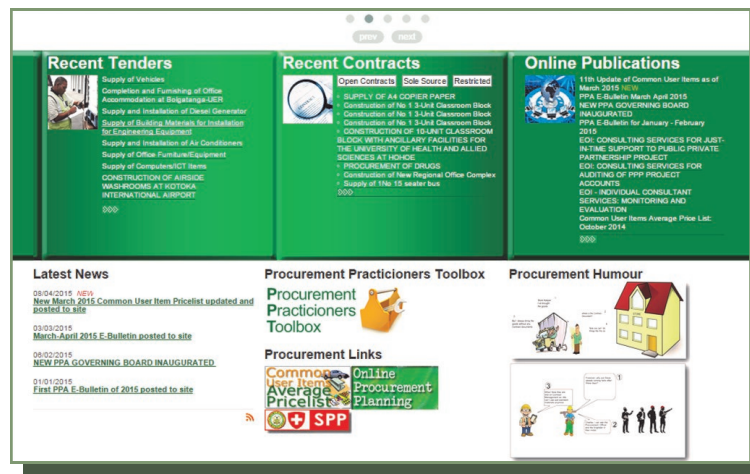 prev next
Recent Tenders
Supply of Vehicles
Completion and Furnishing of Office
Accommodation at Bolgatanga-UER
Supply and Installation of Diesel Generator
Supply of Building Materials for Installation
for Engineering Equipment
Supply and Installation of Air Conditioners
Supply of Office Furniture/Equipment
Supply of Computers/ICT Items
CONSTRUCTION OF AIRSIDE
WASHROOMS AT KOTOKA
INTERNATIONAL AIRPORT
Recent Contracts
Open Contracts Sole Source Restricted
SUPPLY OF A4 COPIER PAPER
Construction of No 1 3-Unit Classroom Block
Construction of No 1 3-Unit Classroom Block
Construction of No 1 3-Unit Classroom Block
CONSTRUCTION OF 10-UNIT CLASSROOM
BLOCK WITH ANCILLARY FACILITIES FOR
THE UNIVERSITY OF HEALTH AND ALLIED
SCIENCES AT HOHOE
PROCUREMENT OF DRUGS
Construction of New Regional Office Complex
Supply of 1No 15 seater bus
Online Publications
11th Update of Common User Items as of
March 2015 NEW
PPA E-Bulletin March April 2015
NEW PPA GOVERNING BOARD
INAUGURATED
PPA E-Bulletin for January - February
2015
EOI: CONSULTING SERVICES FOR JUST-
IN-TIME SUPPORT TO PUBLIC PRIVATE
PARTNERSHIP PROJECT
EOI: CONSULTING SERVICES FOR
AUDITING OF PPP PROJECT
ACCOUNTS
EOI - INDIVIDUAL CONSULTANT
SERVICES: MONITORING AND
EVALUATION
Common User Items Average Price List:
October 2014
Latest News
08/04/2015 NEW
New March 2015 Common User Item Pricelist updated and
posted to site
03/03/2015
March-April 2015 E-Bulletin posted to site
06/02/2015
NEW PPA GOVERNING BOARD INAUGURATED
01/01/2015
First PPA E-Bulletin of 2015 posted to site
Procurement Practicioners Toolbox
Procurement
Practicioners
Toolbox
Procurement Links
Common
User Items
Average
Pricelist
Online
Procurement
Planning
SPP
Procurement Humour
3
1
2